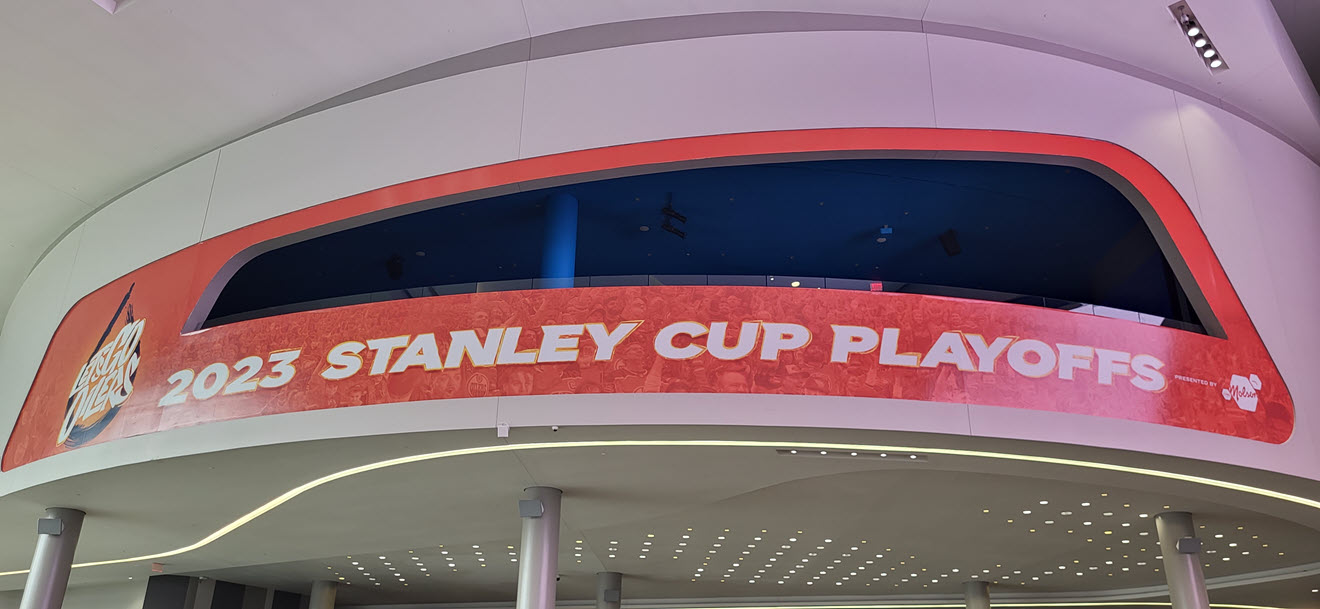 LET'S GO
OILERS
2023 STANLEY CUP PLAYOFFS
PRESENTED BY
Molson